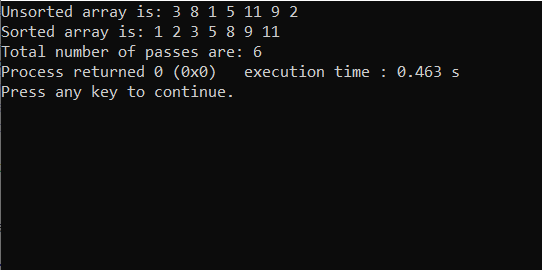 Unsorted array is: 3 8 1 5 11 9 2
Sorted array is: 1 2 3 5 8 9 11
Total number of passes are: 6
Process returned 0 (0x0)   execution time : 0.463 s
Press any key to continue.